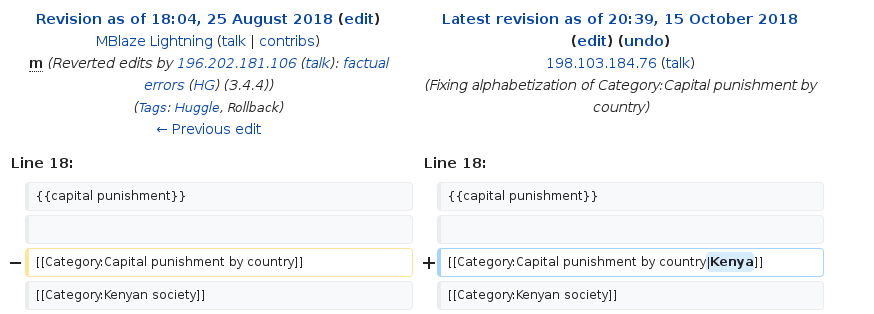 Revision as of 18:04, 25 August 2018 (edit)
MBlaze Lightning (talk | contribs)
m (Reverted edits by 196.202.181.106 (talk): factual
errors (HG) (3.4.4))
(Tags: Huggle, Rollback)
← Previous edit
Latest revision as of 20:39, 15 October 2018
(edit) (undo)
198.103.184.76 (talk)
(Fixing alphabetization of Category:Capital punishment by
country)
Line 18:
Line 18:
{{capital punishment}}
{{capital punishment}}
− [[Category:Capital punishment by country]]
+ [[Category:Capital punishment by country|Kenya]]
[[Category:Kenyan society]]
[[Category:Kenyan society]]